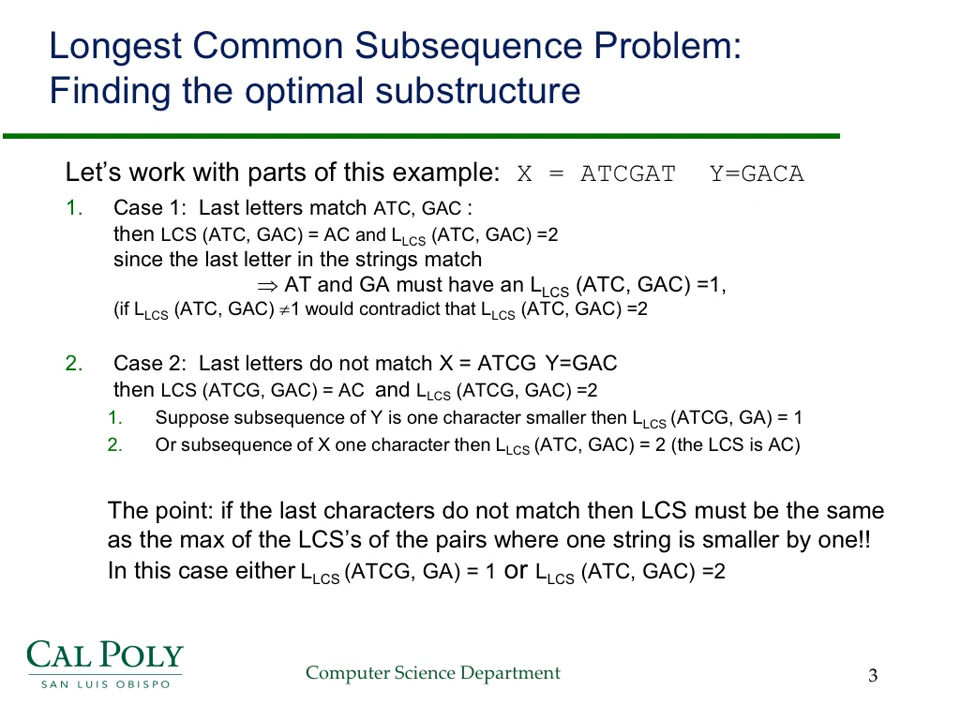 Longest Common Subsequence Problem:
Finding the optimal substructure
Let's work with parts of this example: X = ATCGAT Y=GACA
1. Case 1: Last letters match ATC, GAC :
then LCS (ATC, GAC) = AC and LLCS (ATC, GAC) =2
since the last letter in the strings match
⇒ AT and GA must have an LLCS (ATC, GAC) =1,
(if LLCS (ATC, GAC) ≠1 would contradict that LLCS (ATC, GAC) =2
2. Case 2: Last letters do not match X = ATCG Y=GAC
then LCS (ATCG, GAC) = AC and LLCS (ATCG, GAC) =2
1. Suppose subsequence of Y is one character smaller then LLCS (ATCG, GA) = 1
2. Or subsequence of X one character then LLCS (ATC, GAC) = 2 (the LCS is AC)
The point: if the last characters do not match then LCS must be the same
as the max of the LCS's of the pairs where one string is smaller by one!!
In this case either LLCS (ATCG, GA) = 1 or LLCS (ATC, GAC) =2
CAL POLY
SAN LUIS OBISPO
Computer Science Department
3